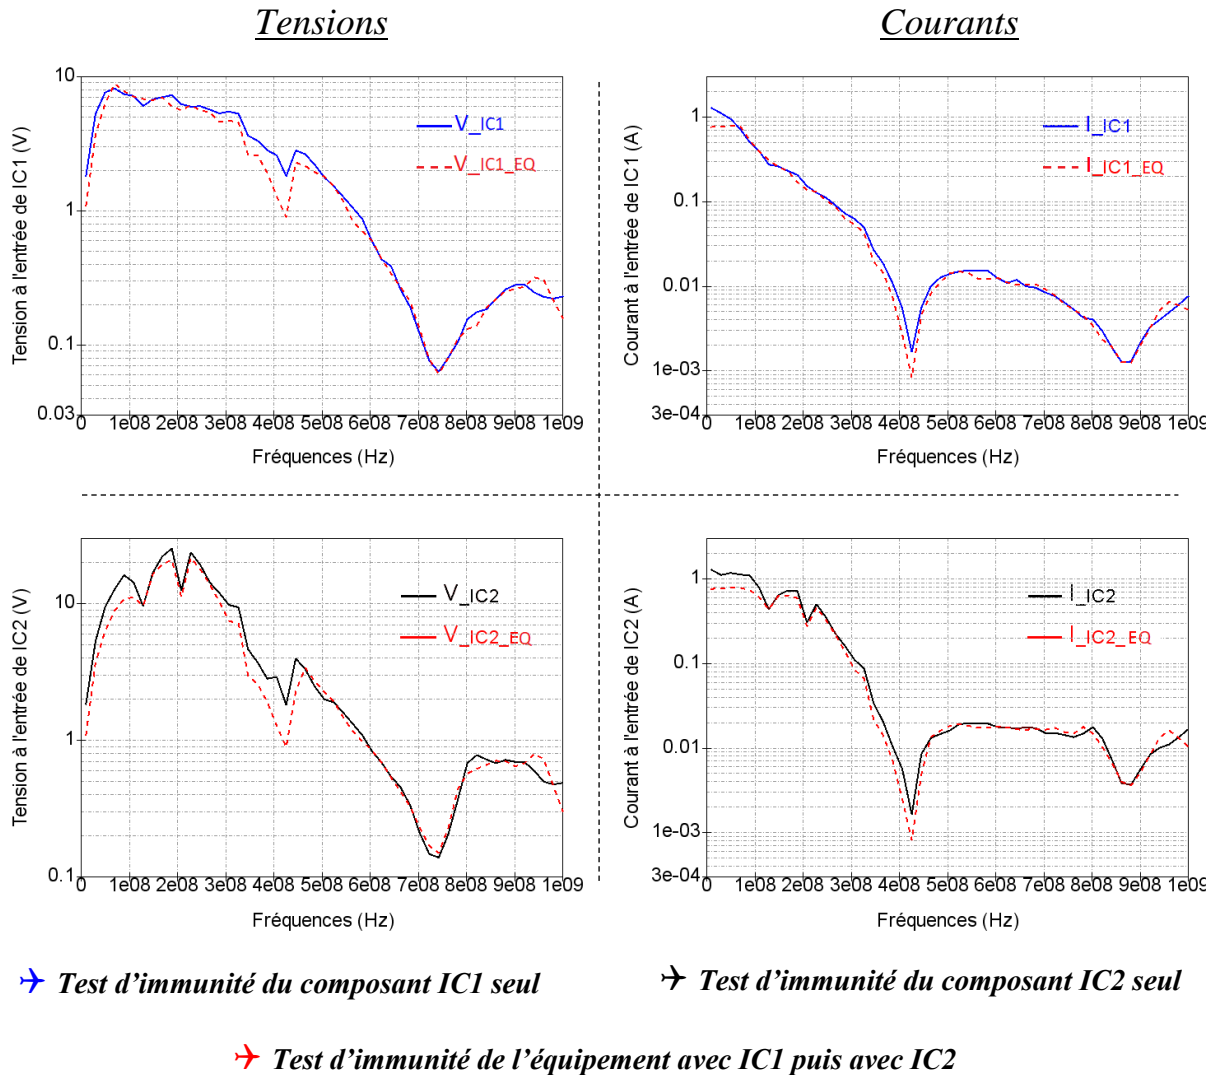 Tensions
Courants
10
1
0.1
0.03
0 1e08 2e08 3e08 4e08 5e08 6e08 7e08 8e08 9e08 1e09
Fréquences (Hz)
Tension à l'entrée de IC1 (V)
V_IC1
V_IC1_EQ
1
0.1
0.01
1e-03
3e-04
0 1e08 2e08 3e08 4e08 5e08 6e08 7e08 8e08 9e08 1e09
Fréquences (Hz)
Courant à l'entrée de IC1 (A)
I_IC1
I_IC1_EQ
10
1
0.1
0 1e08 2e08 3e08 4e08 5e08 6e08 7e08 8e08 9e08 1e09
Fréquences (Hz)
Tension à l'entrée de IC2 (V)
V_IC2
V_IC2_EQ
1
0.1
0.01
1e-03
3e-04
0 1e08 2e08 3e08 4e08 5e08 6e08 7e08 8e08 9e08 1e09
Fréquences (Hz)
Courant à l'entrée de IC2 (A)
I_IC2
I_IC2_EQ
Test d'immunité du composant IC1 seul
Test d'immunité du composant IC2 seul
Test d'immunité de l'équipement avec IC1 puis avec IC2